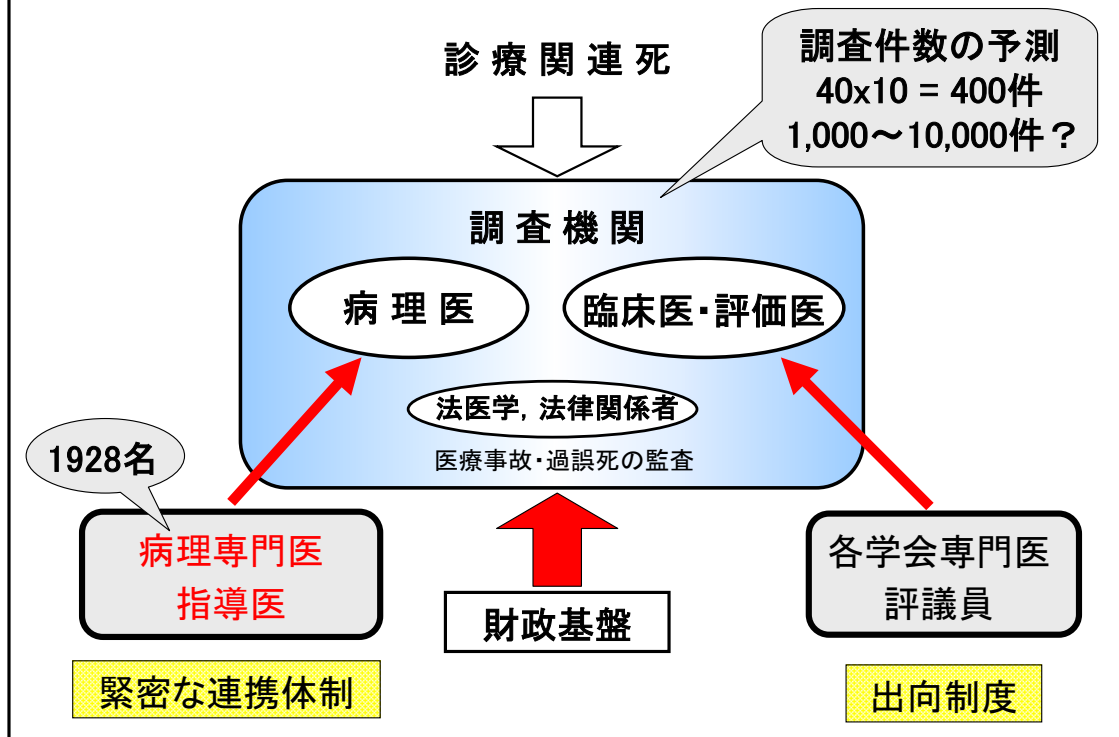 診療関連死
調査件数の予測
40x10 = 400件
1,000～10,000件？
調査機関
病理医
臨床医・評価医
法医学，法律関係者
医療事故・過誤死の監査
1928名
病理専門医
指導医
財政基盤
各学会専門医
評議員
緊密な連携体制
出向制度